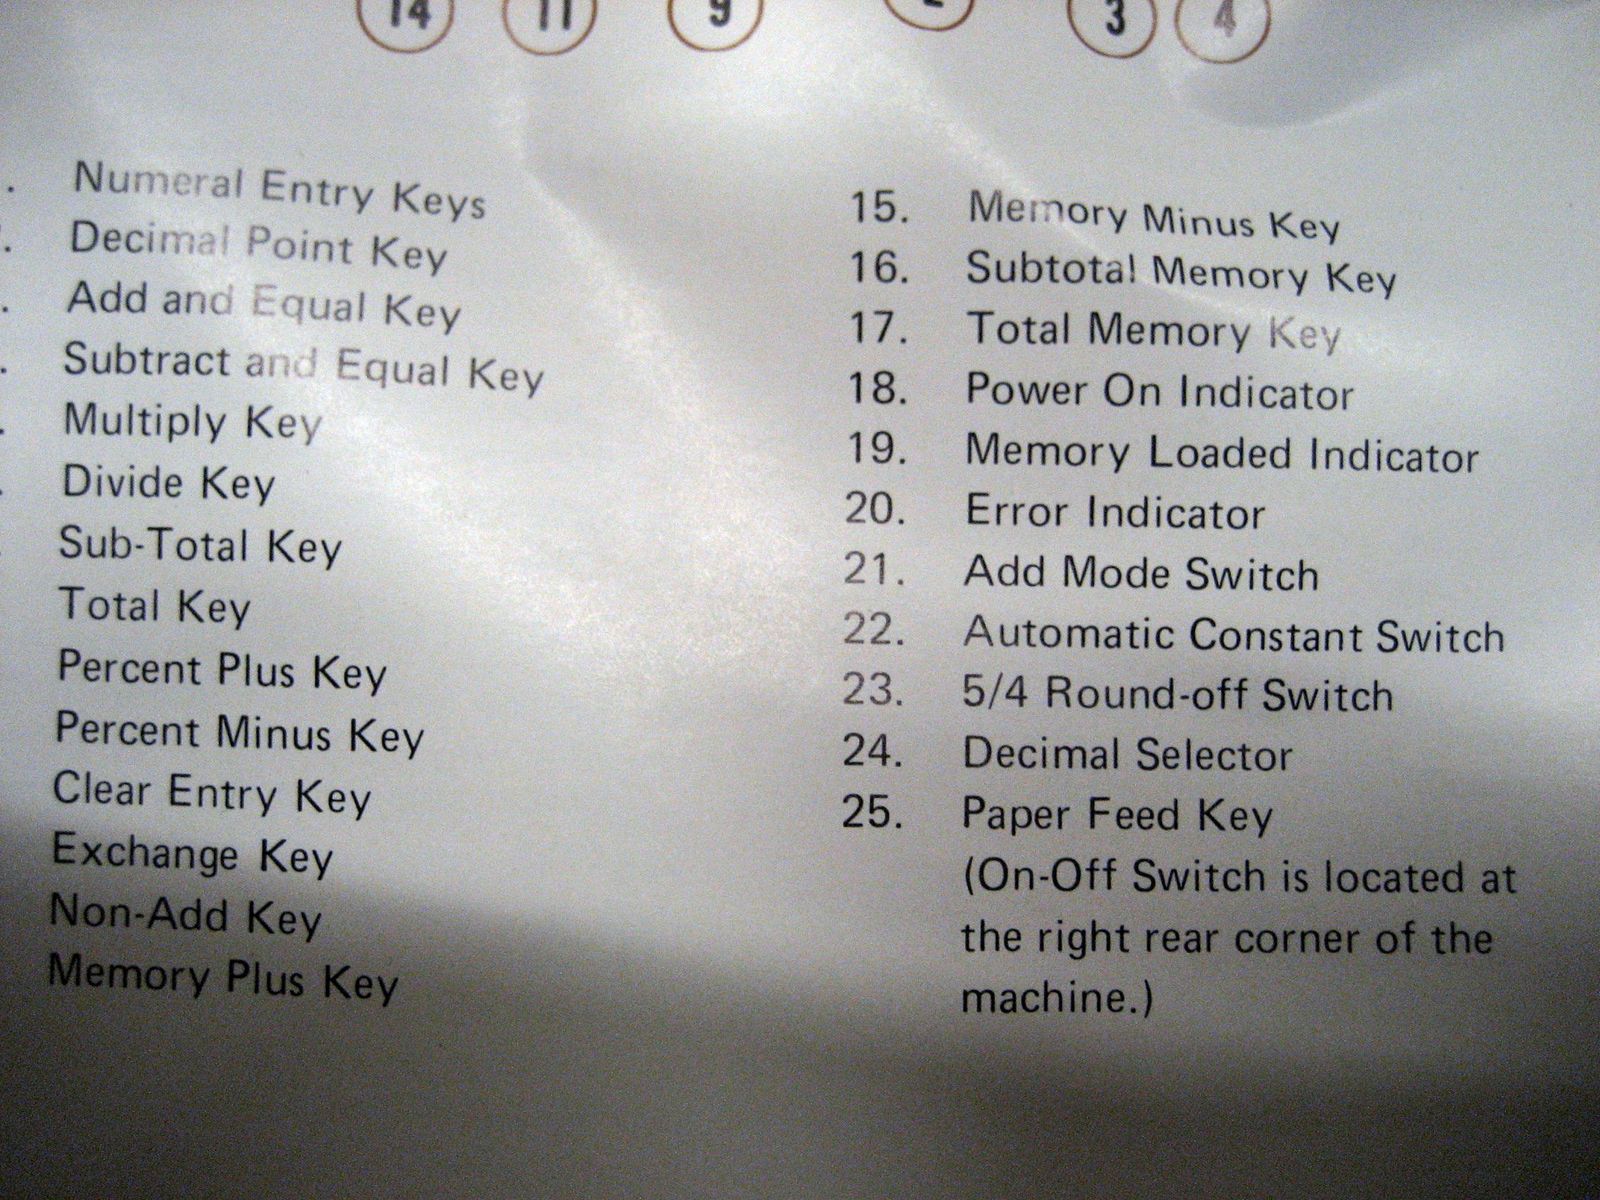 14 11 9 2 3 4
. Numeral Entry Keys
. Decimal Point Key
. Add and Equal Key
. Subtract and Equal Key
. Multiply Key
. Divide Key
Sub-Total Key
Total Key
Percent Plus Key
Percent Minus Key
Clear Entry Key
Exchange Key
Non-Add Key
Memory Plus Key
15. Memory Minus Key
16. Subtotal Memory Key
17. Total Memory Key
18. Power On Indicator
19. Memory Loaded Indicator
20. Error Indicator
21. Add Mode Switch
22. Automatic Constant Switch
23. 5/4 Round-off Switch
24. Decimal Selector
25. Paper Feed Key
(On-Off Switch is located at
the right rear corner of the
machine.)